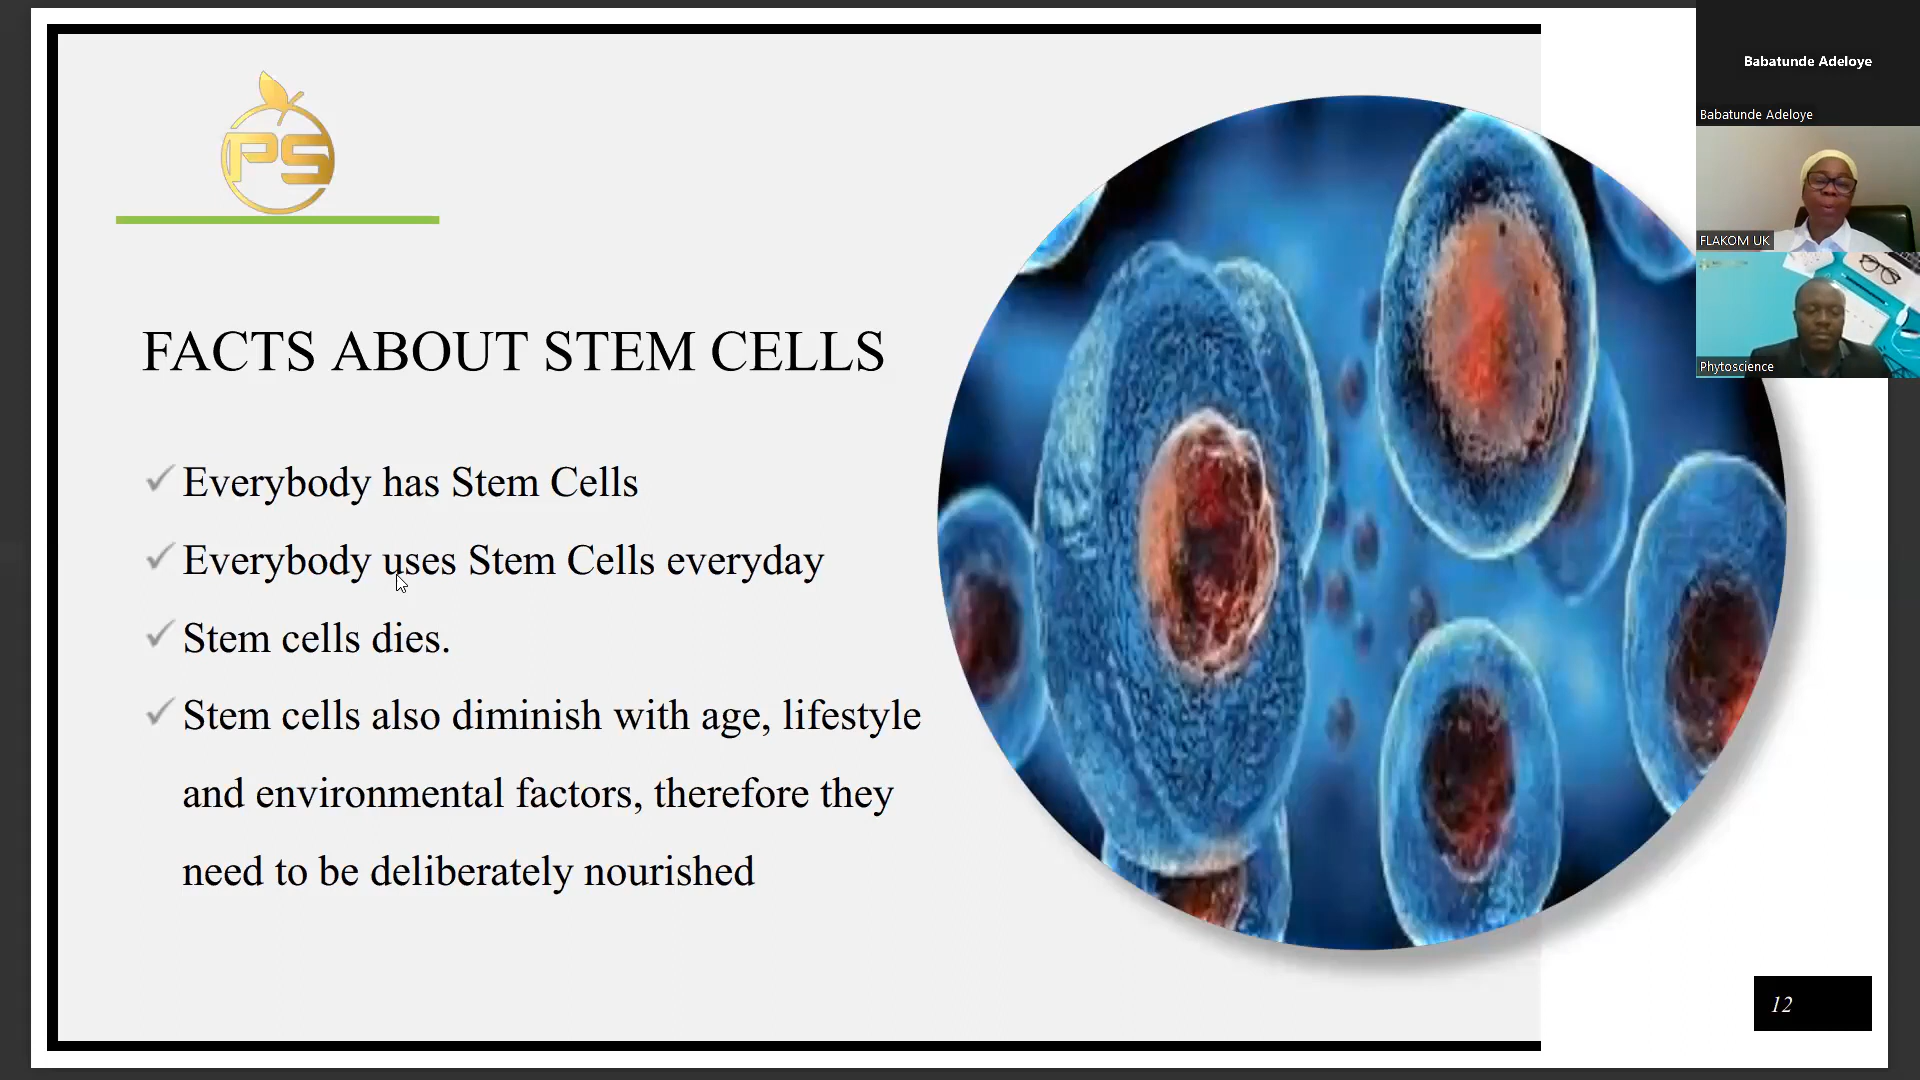 PS
FACTS ABOUT STEM CELLS
Everybody has Stem Cells
Everybody uses Stem Cells everyday
Stem cells dies.
Stem cells also diminish with age, lifestyle
and environmental factors, therefore they
need to be deliberately nourished
12
Babatunde Adeloye
Babatunde Adeloye
FLAKOM UK
Phytoscience